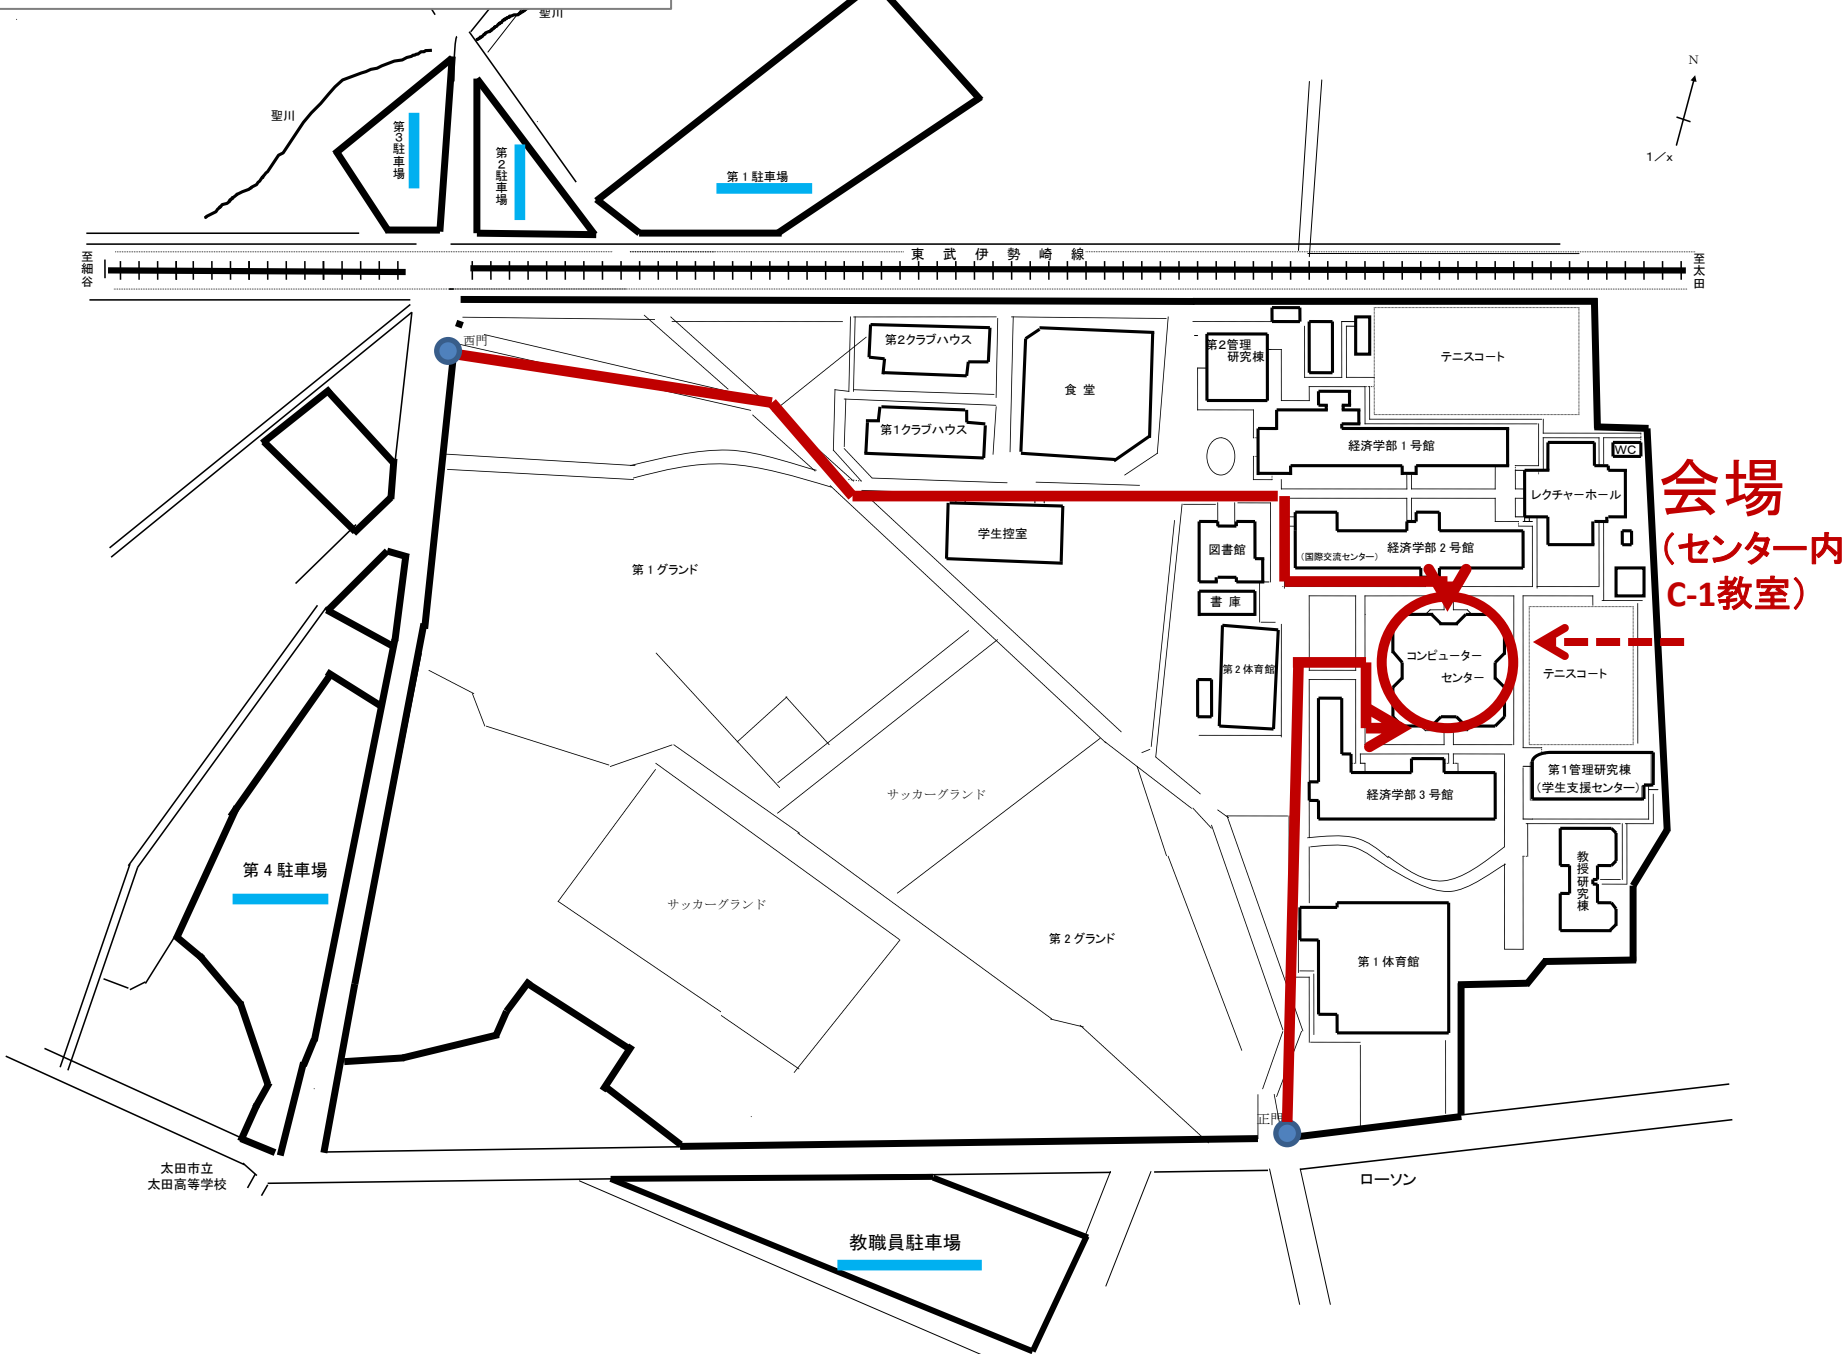 聖川
N
1/x
聖川
第3駐車場
第2駐車場
第1駐車場
東武伊勢崎線
至細谷
至太田
西門
第2クラブハウス
第2管理
研究棟
テニスコート
食堂
第1クラブハウス
経済学部1号館
WC
会場
レクチャーホール
(センター内
C-1教室)
学生控室
図書館
経済学部2号館
(国際交流センター)
第1グランド
書庫
コンピューター
センター
第2体育館
テニスコート
サッカーグランド
第1管理研究棟
(学生支援センター)
経済学部3号館
第4駐車場
教授研究棟
サッカーグランド
第2グランド
第1体育館
正門
太田市立
太田高等学校
ローソン
教職員駐車場